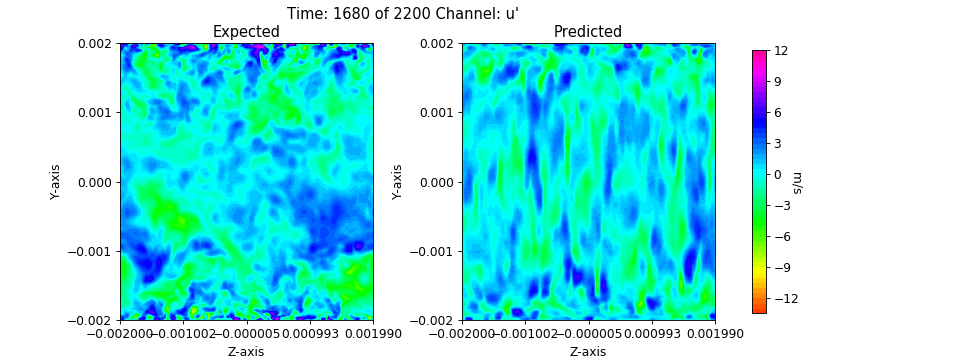 Time: 1680 of 2200 Channel: u'
Expected
Predicted
0.002
0.001
0.000
−0.001
−0.002
Y-axis
−0.002000 −0.001002 −0.000005 0.000993 0.001990
Z-axis
0.002
0.001
0.000
−0.001
−0.002
Y-axis
−0.002000 −0.001002 −0.000005 0.000993 0.001990
Z-axis
12
9
6
3
0
−3
−6
−9
−12
m/s